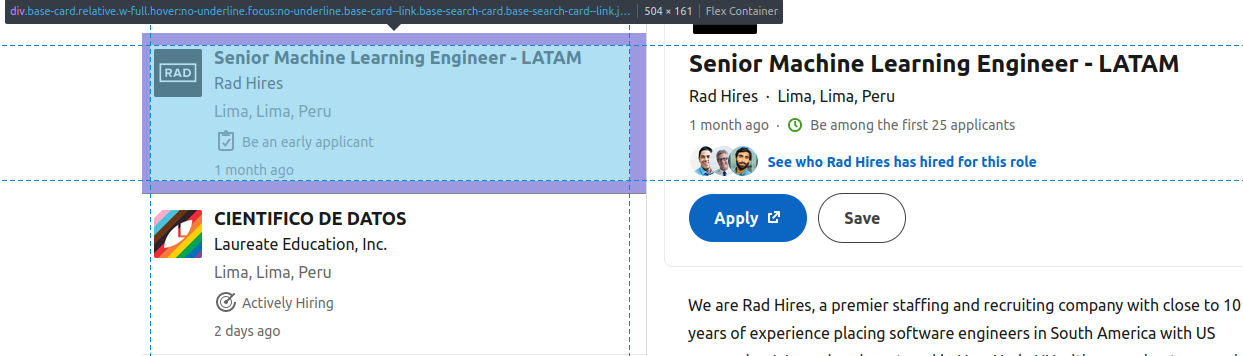 div.base-card.relative.w-full.hover:no-underline.focus:no-underline.base-card--link.base-search-card.base-search-card--link.j… 504 × 161 Flex Container
RAD
Senior Machine Learning Engineer - LATAM
Rad Hires
Lima, Lima, Peru
Be an early applicant
1 month ago
CIENTIFICO DE DATOS
Laureate Education, Inc.
Lima, Lima, Peru
Actively Hiring
2 days ago
Senior Machine Learning Engineer - LATAM
Rad Hires · Lima, Lima, Peru
1 month ago · Be among the first 25 applicants
See who Rad Hires has hired for this role
Apply
Save
We are Rad Hires, a premier staffing and recruiting company with close to 10
years of experience placing software engineers in South America with US